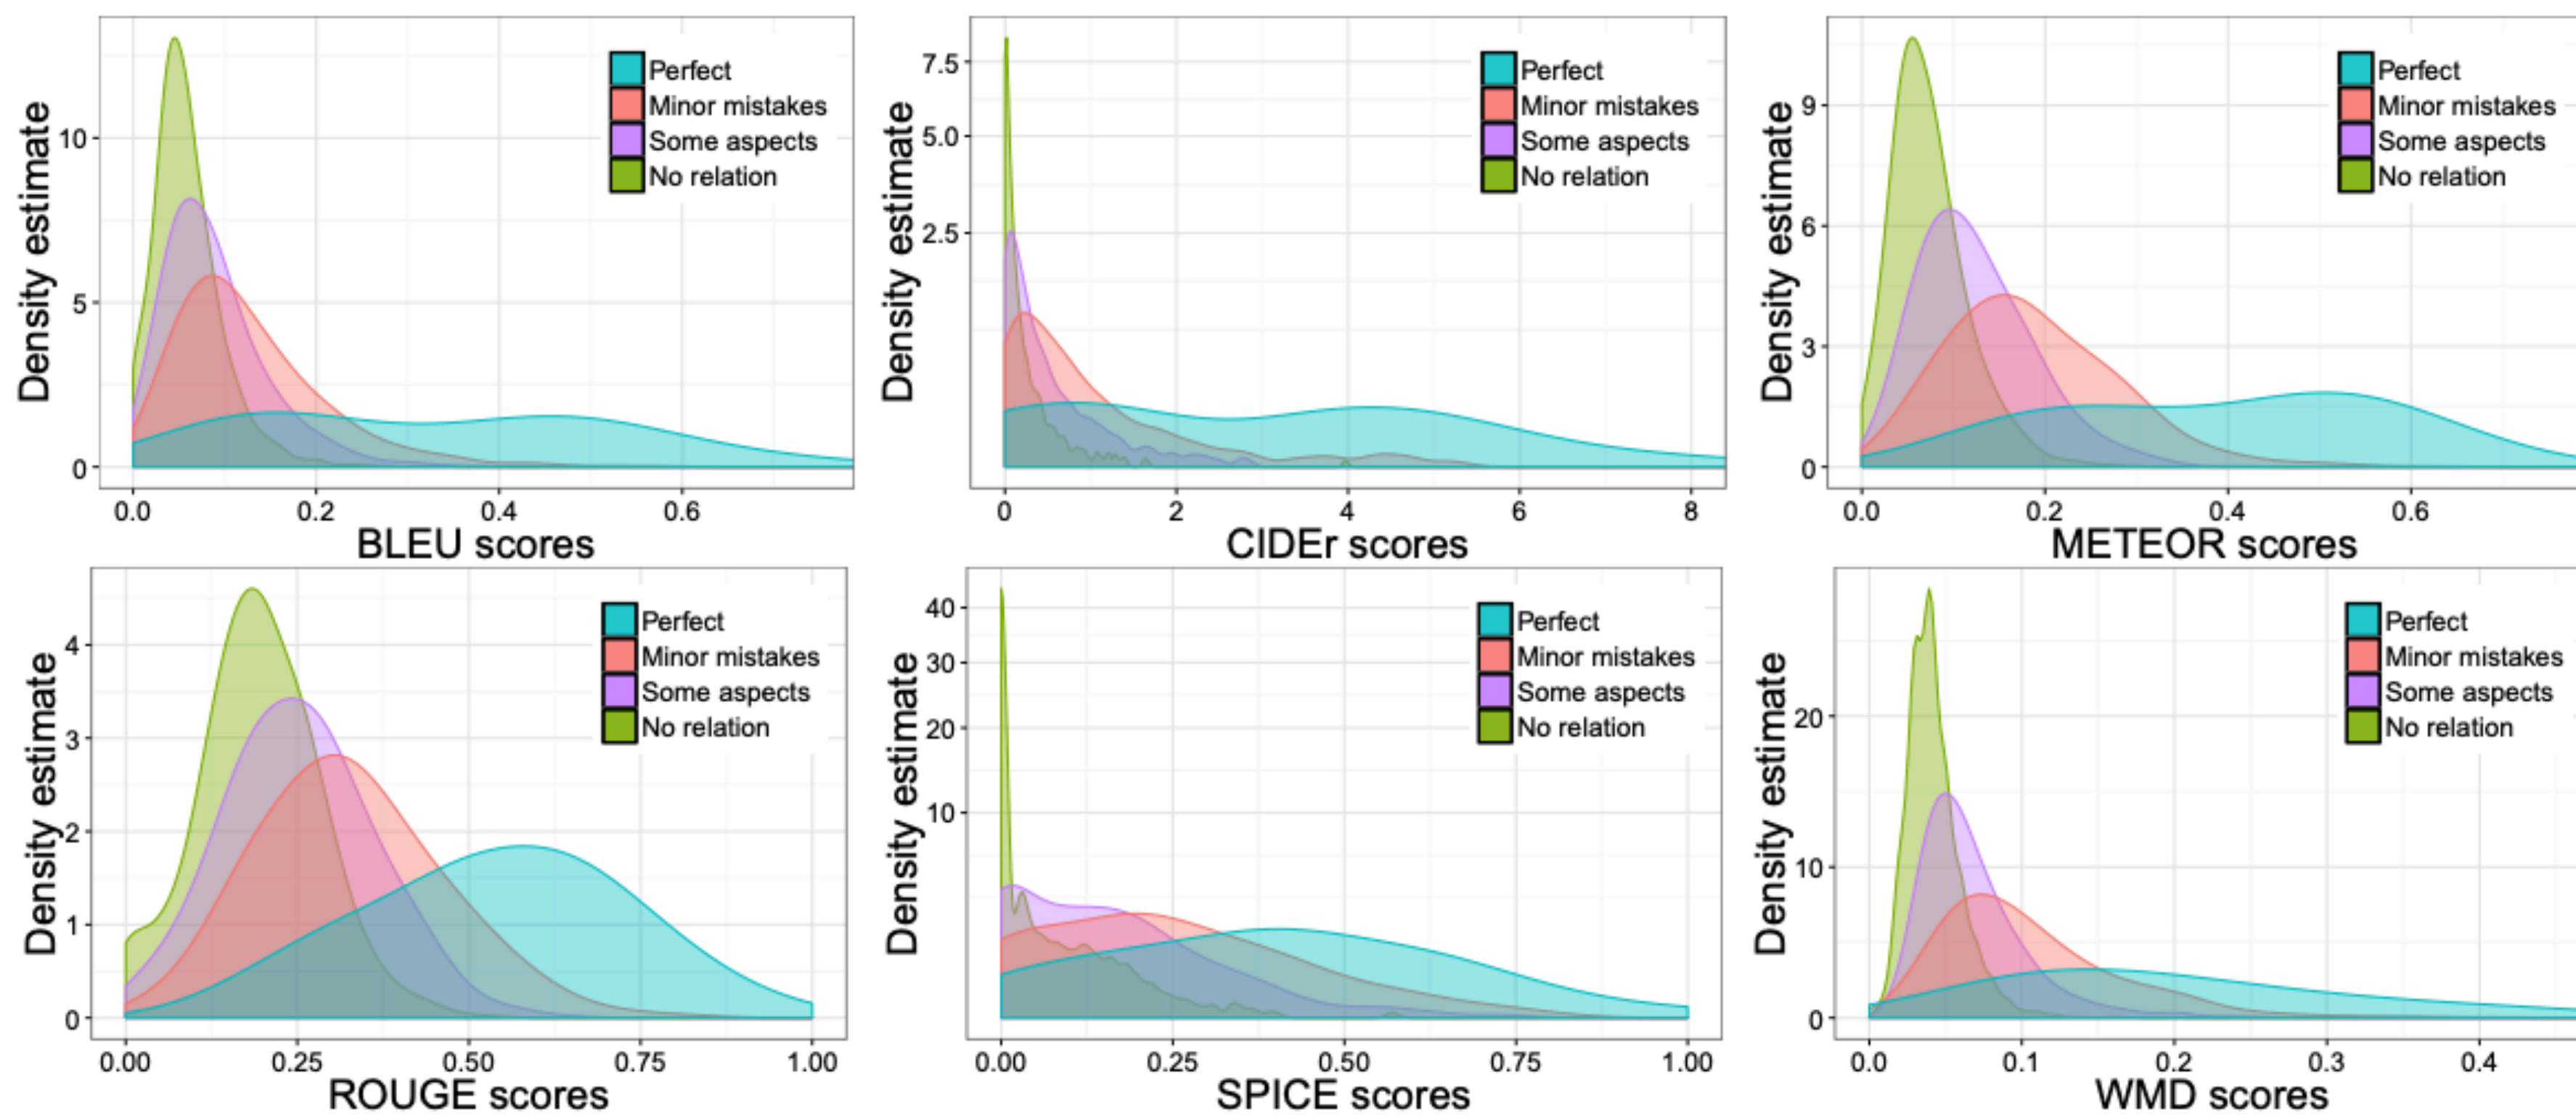 Density estimate
10
5
0
Perfect
Minor mistakes
Some aspects
No relation
0.0 0.2 0.4 0.6
BLEU scores
Density estimate
7.5
5.0
2.5
Perfect
Minor mistakes
Some aspects
No relation
0 2 4 6 8
CIDEr scores
Density estimate
9
6
3
0
Perfect
Minor mistakes
Some aspects
No relation
0.0 0.2 0.4 0.6
METEOR scores
Density estimate
4
3
2
1
0
Perfect
Minor mistakes
Some aspects
No relation
0.00 0.25 0.50 0.75 1.00
ROUGE scores
Density estimate
40
30
20
10
Perfect
Minor mistakes
Some aspects
No relation
0.00 0.25 0.50 0.75 1.00
SPICE scores
Density estimate
20
10
0
Perfect
Minor mistakes
Some aspects
No relation
0.0 0.1 0.2 0.3 0.4
WMD scores